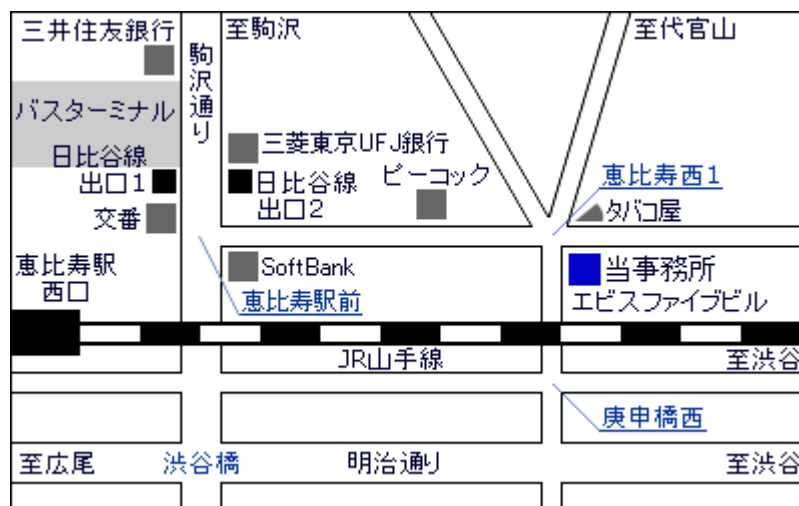 三井住友銀行
至駒沢
至代官山
駒沢通り
バスターミナル
三菱東京UFJ銀行
日比谷線
出口1
日比谷線
出口2
ピーコック
恵比寿西1
交番
タバコ屋
恵比寿駅
西口
SoftBank
恵比寿駅前
当事務所
エビスファイブビル
JR山手線
至渋谷
庚申橋西
至広尾
渋谷橋
明治通り
至渋谷